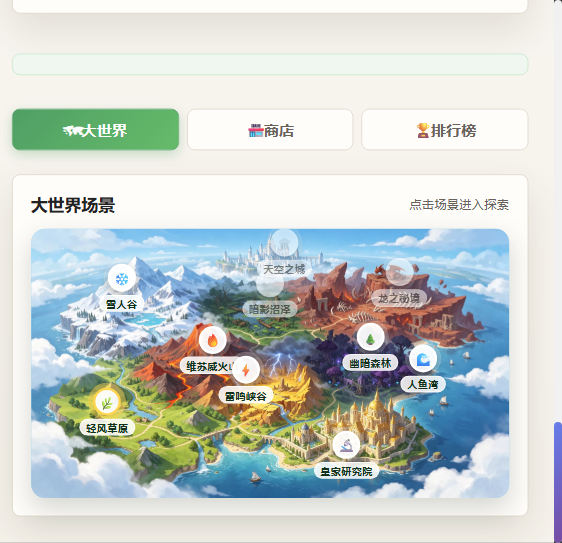 大世界
商店
排行榜
大世界场景
点击场景进入探索
天空之城
雪人谷
暗影沼泽
龙之秘境
维苏威火山
幽暗森林
人鱼湾
雷鸣峡谷
轻风草原
皇家研究院